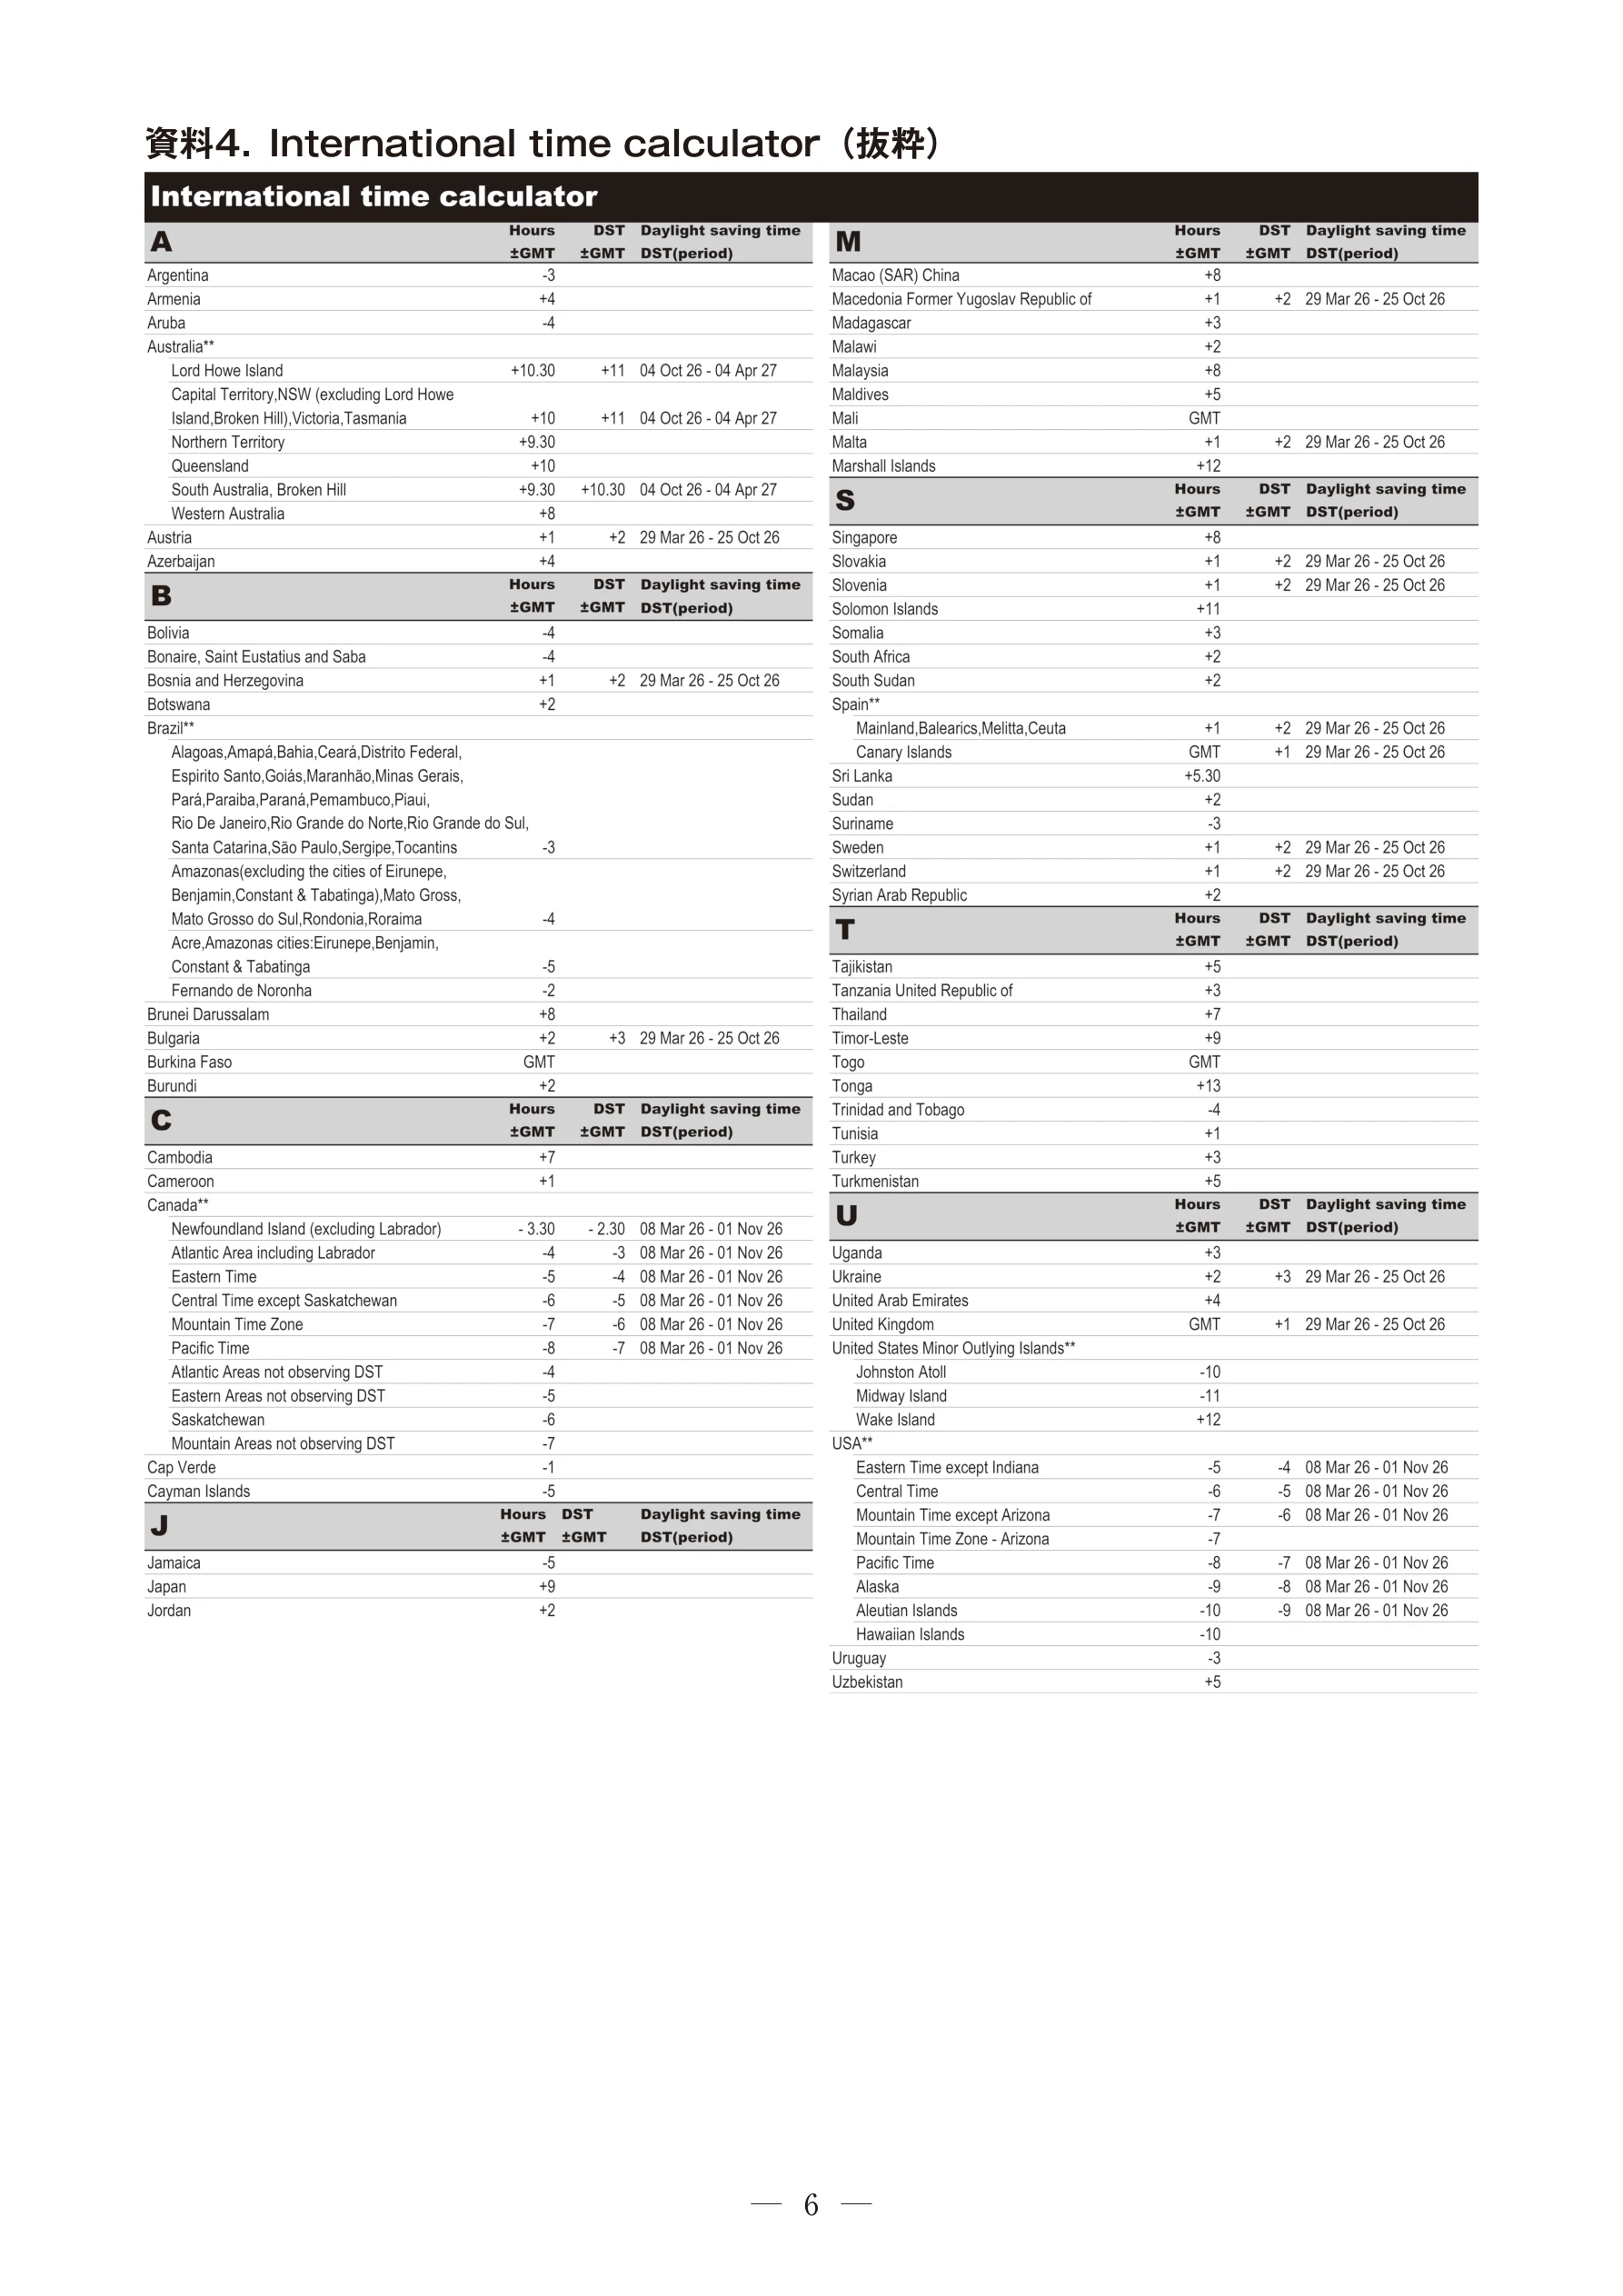 資料4. International time calculator（抜粋）
International time calculator
A Hours DST Daylight saving time
±GMT ±GMT DST(period)
Argentina -3
Armenia +4
Aruba -4
Australia**
Lord Howe Island +10.30 +11 04 Oct 26 - 04 Apr 27
Capital Territory,NSW (excluding Lord Howe
Island,Broken Hill),Victoria,Tasmania +10 +11 04 Oct 26 - 04 Apr 27
Northern Territory +9.30
Queensland +10
South Australia, Broken Hill +9.30 +10.30 04 Oct 26 - 04 Apr 27
Western Australia +8
Austria +1 +2 29 Mar 26 - 25 Oct 26
Azerbaijan +4
B Hours DST Daylight saving time
±GMT ±GMT DST(period)
Bolivia -4
Bonaire, Saint Eustatius and Saba -4
Bosnia and Herzegovina +1 +2 29 Mar 26 - 25 Oct 26
Botswana +2
Brazil**
Alagoas,Amapá,Bahia,Ceará,Distrito Federal,
Espirito Santo,Goiás,Maranhão,Minas Gerais,
Pará,Paraiba,Paraná,Pemambuco,Piaui,
Rio De Janeiro,Rio Grande do Norte,Rio Grande do Sul,
Santa Catarina,São Paulo,Sergipe,Tocantins -3
Amazonas(excluding the cities of Eirunepe,
Benjamin,Constant & Tabatinga),Mato Gross,
Mato Grosso do Sul,Rondonia,Roraima -4
Acre,Amazonas cities:Eirunepe,Benjamin,
Constant & Tabatinga -5
Fernando de Noronha -2
Brunei Darussalam +8
Bulgaria +2 +3 29 Mar 26 - 25 Oct 26
Burkina Faso GMT
Burundi +2
C Hours DST Daylight saving time
±GMT ±GMT DST(period)
Cambodia +7
Cameroon +1
Canada**
Newfoundland Island (excluding Labrador) - 3.30 - 2.30 08 Mar 26 - 01 Nov 26
Atlantic Area including Labrador -4 -3 08 Mar 26 - 01 Nov 26
Eastern Time -5 -4 08 Mar 26 - 01 Nov 26
Central Time except Saskatchewan -6 -5 08 Mar 26 - 01 Nov 26
Mountain Time Zone -7 -6 08 Mar 26 - 01 Nov 26
Pacific Time -8 -7 08 Mar 26 - 01 Nov 26
Atlantic Areas not observing DST -4
Eastern Areas not observing DST -5
Saskatchewan -6
Mountain Areas not observing DST -7
Cap Verde -1
Cayman Islands -5
J Hours DST Daylight saving time
±GMT ±GMT DST(period)
Jamaica -5
Japan +9
Jordan +2
M Hours DST Daylight saving time
±GMT ±GMT DST(period)
Macao (SAR) China +8
Macedonia Former Yugoslav Republic of +1 +2 29 Mar 26 - 25 Oct 26
Madagascar +3
Malawi +2
Malaysia +8
Maldives +5
Mali GMT
Malta +1 +2 29 Mar 26 - 25 Oct 26
Marshall Islands +12
S Hours DST Daylight saving time
±GMT ±GMT DST(period)
Singapore +8
Slovakia +1 +2 29 Mar 26 - 25 Oct 26
Slovenia +1 +2 29 Mar 26 - 25 Oct 26
Solomon Islands +11
Somalia +3
South Africa +2
South Sudan +2
Spain**
Mainland,Balearics,Melitta,Ceuta +1 +2 29 Mar 26 - 25 Oct 26
Canary Islands GMT +1 29 Mar 26 - 25 Oct 26
Sri Lanka +5.30
Sudan +2
Suriname -3
Sweden +1 +2 29 Mar 26 - 25 Oct 26
Switzerland +1 +2 29 Mar 26 - 25 Oct 26
Syrian Arab Republic +2
T Hours DST Daylight saving time
±GMT ±GMT DST(period)
Tajikistan +5
Tanzania United Republic of +3
Thailand +7
Timor-Leste +9
Togo GMT
Tonga +13
Trinidad and Tobago -4
Tunisia +1
Turkey +3
Turkmenistan +5
U Hours DST Daylight saving time
±GMT ±GMT DST(period)
Uganda +3
Ukraine +2 +3 29 Mar 26 - 25 Oct 26
United Arab Emirates +4
United Kingdom GMT +1 29 Mar 26 - 25 Oct 26
United States Minor Outlying Islands**
Johnston Atoll -10
Midway Island -11
Wake Island +12
USA**
Eastern Time except Indiana -5 -4 08 Mar 26 - 01 Nov 26
Central Time -6 -5 08 Mar 26 - 01 Nov 26
Mountain Time except Arizona -7 -6 08 Mar 26 - 01 Nov 26
Mountain Time Zone - Arizona -7
Pacific Time -8 -7 08 Mar 26 - 01 Nov 26
Alaska -9 -8 08 Mar 26 - 01 Nov 26
Aleutian Islands -10 -9 08 Mar 26 - 01 Nov 26
Hawaiian Islands -10
Uruguay -3
Uzbekistan +5
— 6 —